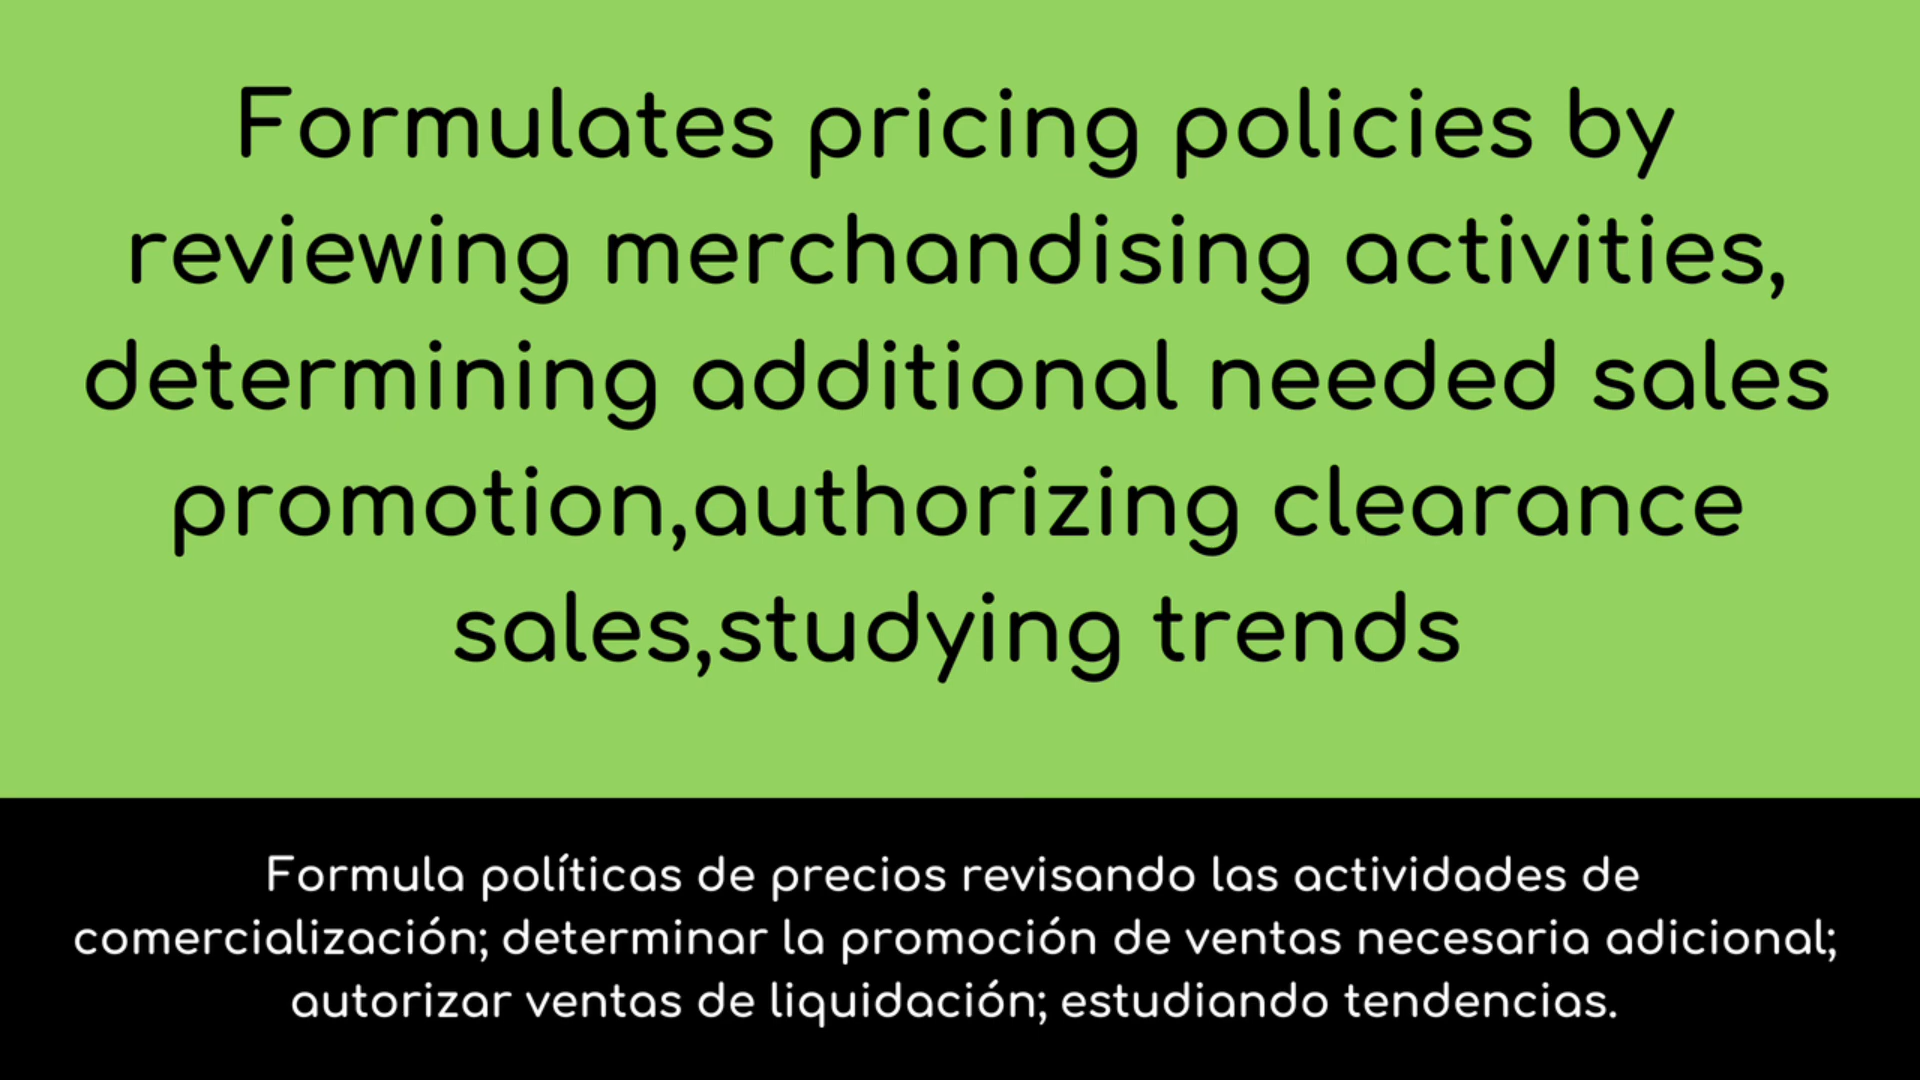 Formulates pricing policies by
reviewing merchandising activities,
determining additional needed sales
promotion,authorizing clearance
sales,studying trends
Formula políticas de precios revisando las actividades de
comercialización; determinar la promoción de ventas necesaria adicional;
autorizar ventas de liquidación; estudiando tendencias.